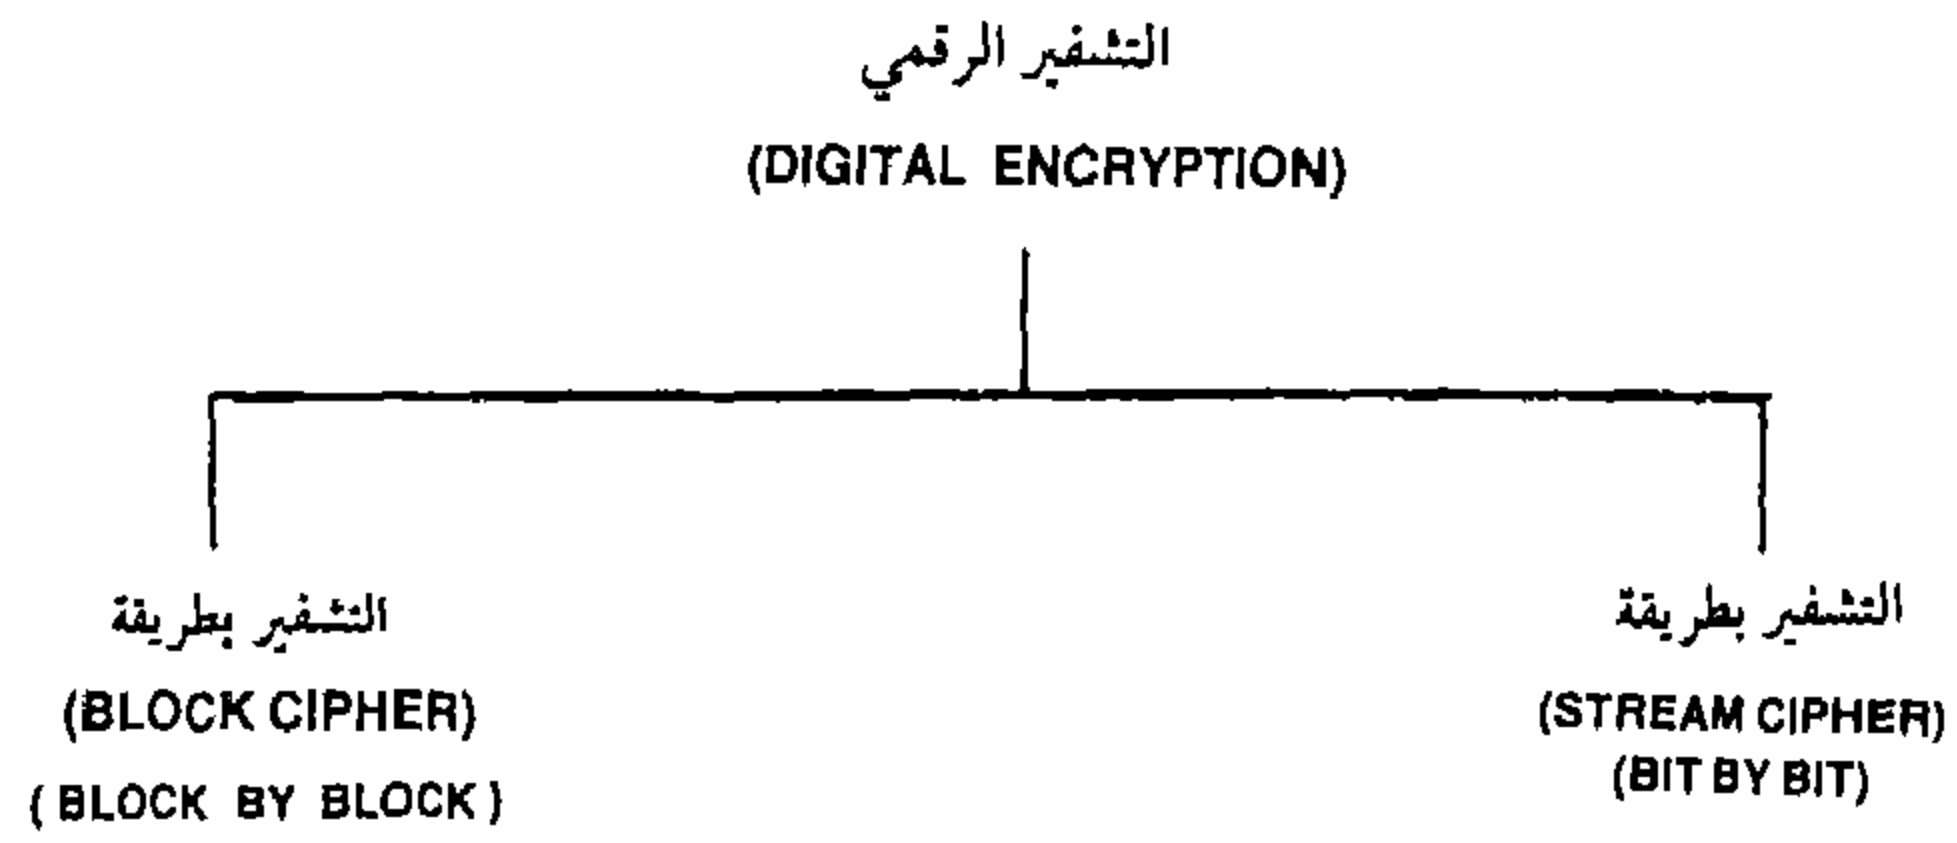 التشفير الرقمي
(DIGITAL ENCRYPTION)
التشفير بطريقة
(STREAM CIPHER)
(BIT BY BIT)
التشفير بطريقة
(BLOCK CIPHER)
( BLOCK BY BLOCK )